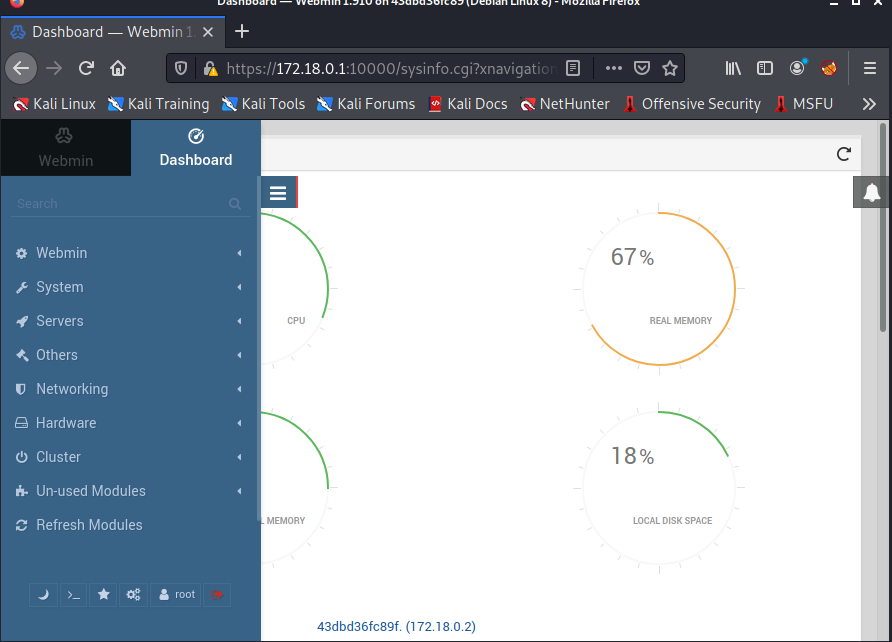 Dashboard — Webmin 1.910 on 43dbd36fc89 (Debian Linux 8) - Mozilla Firefox
Dashboard — Webmin 1
https://172.18.0.1:10000/sysinfo.cgi?xnavigation
Kali Linux Kali Training Kali Tools Kali Forums Kali Docs NetHunter Offensive Security MSFU
Webmin
Dashboard
Search
Webmin
System
Servers
Others
Networking
Hardware
Cluster
Un-used Modules
Refresh Modules
root
CPU
67%
REAL MEMORY
L MEMORY
18%
LOCAL DISK SPACE
43dbd36fc89f. (172.18.0.2)